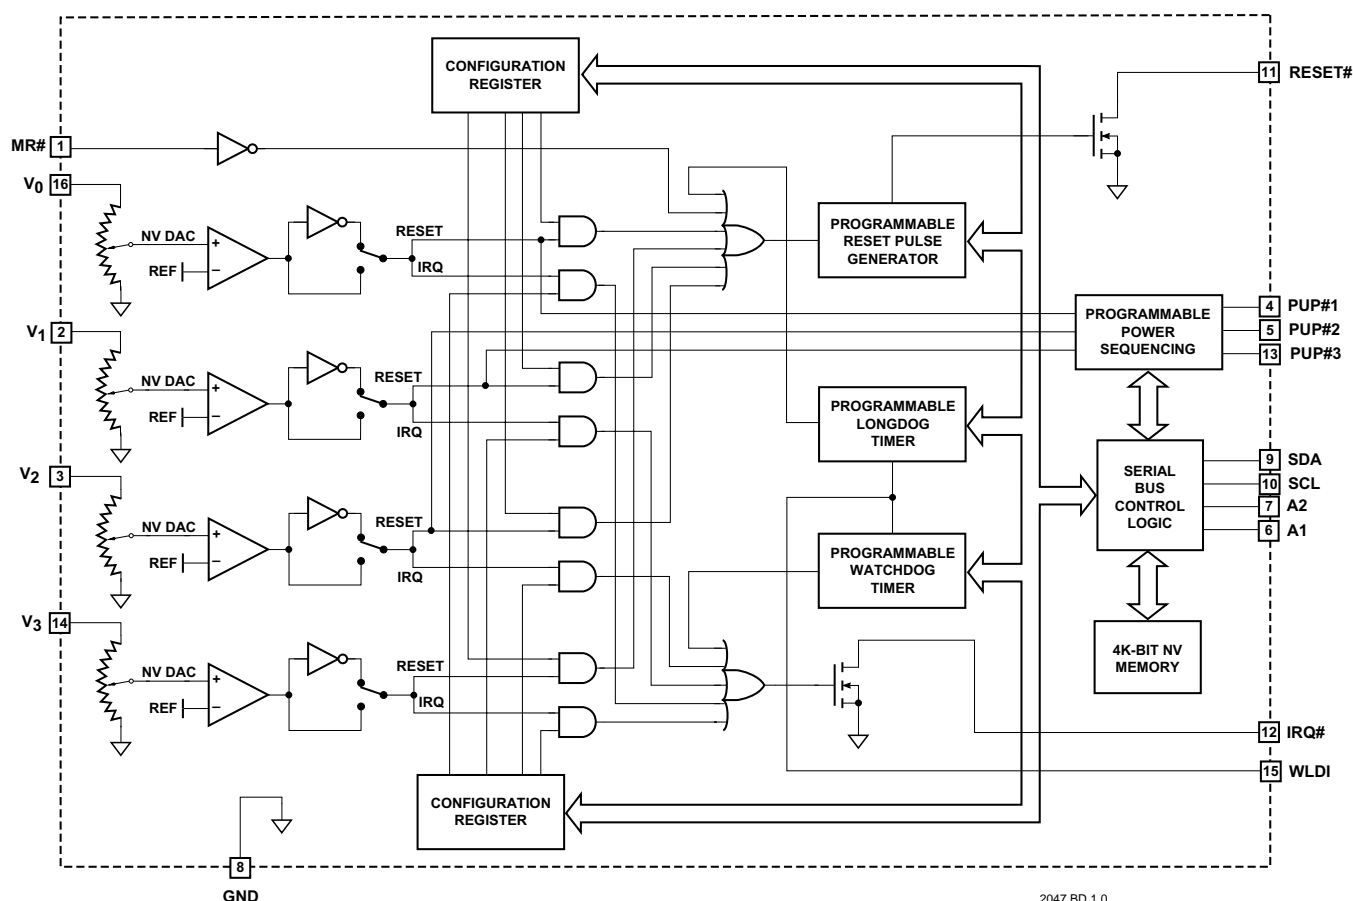 CONFIGURATION
REGISTER
11 RESET#
MR# 1
V0 16
NV DAC
+
REF
–
RESET
IRQ
PROGRAMMABLE
RESET PULSE
GENERATOR
PROGRAMMABLE
POWER
SEQUENCING
4 PUP#1
5 PUP#2
13 PUP#3
V1 2
NV DAC
+
REF
–
RESET
IRQ
PROGRAMMABLE
LONGDOG
TIMER
SERIAL
BUS
CONTROL
LOGIC
9 SDA
10 SCL
7 A2
6 A1
V2 3
NV DAC
+
REF
–
RESET
IRQ
PROGRAMMABLE
WATCHDOG
TIMER
4K-BIT NV
MEMORY
V3 14
NV DAC
+
REF
–
RESET
IRQ
12 IRQ#
15 WLDI
CONFIGURATION
REGISTER
8
GND
2047 BD 1.0